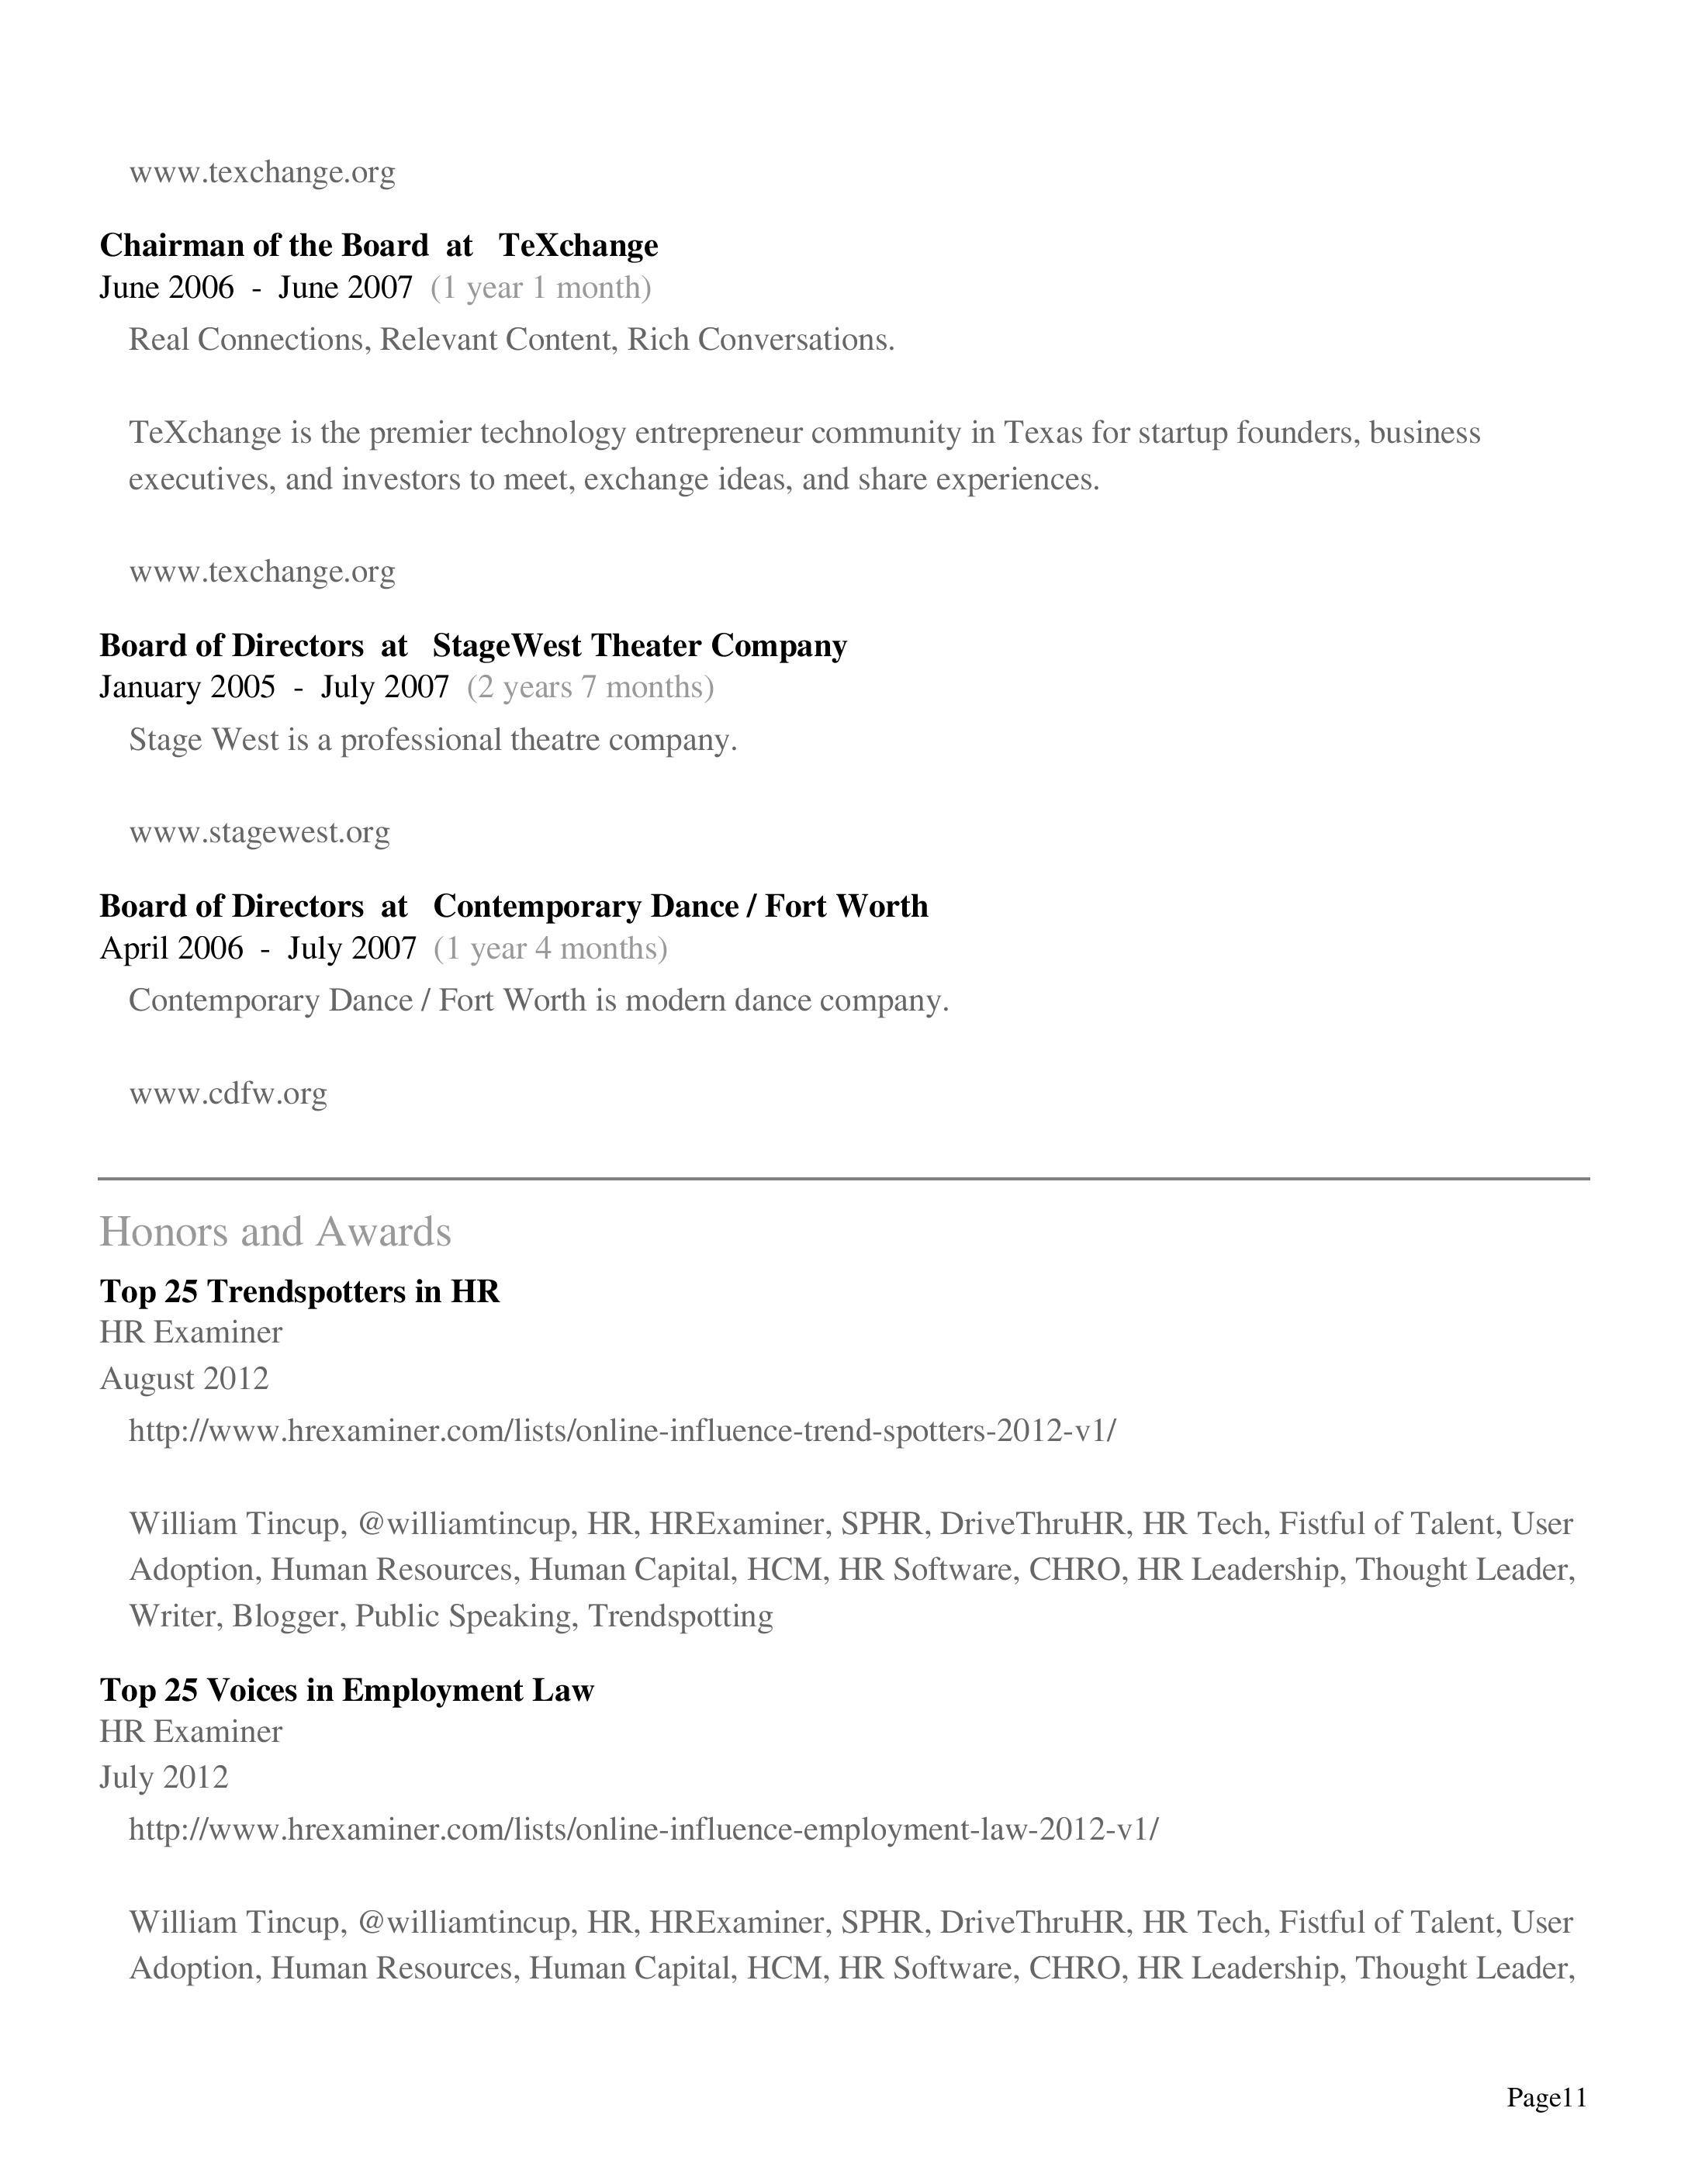 www.texchange.org
Chairman of the Board at TeXchange
June 2006 - June 2007 (1 year 1 month)
Real Connections, Relevant Content, Rich Conversations.
TeXchange is the premier technology entrepreneur community in Texas for startup founders, business
executives, and investors to meet, exchange ideas, and share experiences.
www.texchange.org
Board of Directors at StageWest Theater Company
January 2005 - July 2007 (2 years 7 months)
Stage West is a professional theatre company.
www.stagewest.org
Board of Directors at Contemporary Dance / Fort Worth
April 2006 - July 2007 (1 year 4 months)
Contemporary Dance / Fort Worth is modern dance company.
www.cdfw.org
Honors and Awards
Top 25 Trendspotters in HR
HR Examiner
August 2012
http://www.hrexaminer.com/lists/online-influence-trend-spotters-2012-v1/
William Tincup, @williamtincup, HR, HRExaminer, SPHR, DriveThruHR, HR Tech, Fistful of Talent, User
Adoption, Human Resources, Human Capital, HCM, HR Software, CHRO, HR Leadership, Thought Leader,
Writer, Blogger, Public Speaking, Trendspotting
Top 25 Voices in Employment Law
HR Examiner
July 2012
http://www.hrexaminer.com/lists/online-influence-employment-law-2012-v1/
William Tincup, @williamtincup, HR, HRExaminer, SPHR, DriveThruHR, HR Tech, Fistful of Talent, User
Adoption, Human Resources, Human Capital, HCM, HR Software, CHRO, HR Leadership, Thought Leader,
Page11